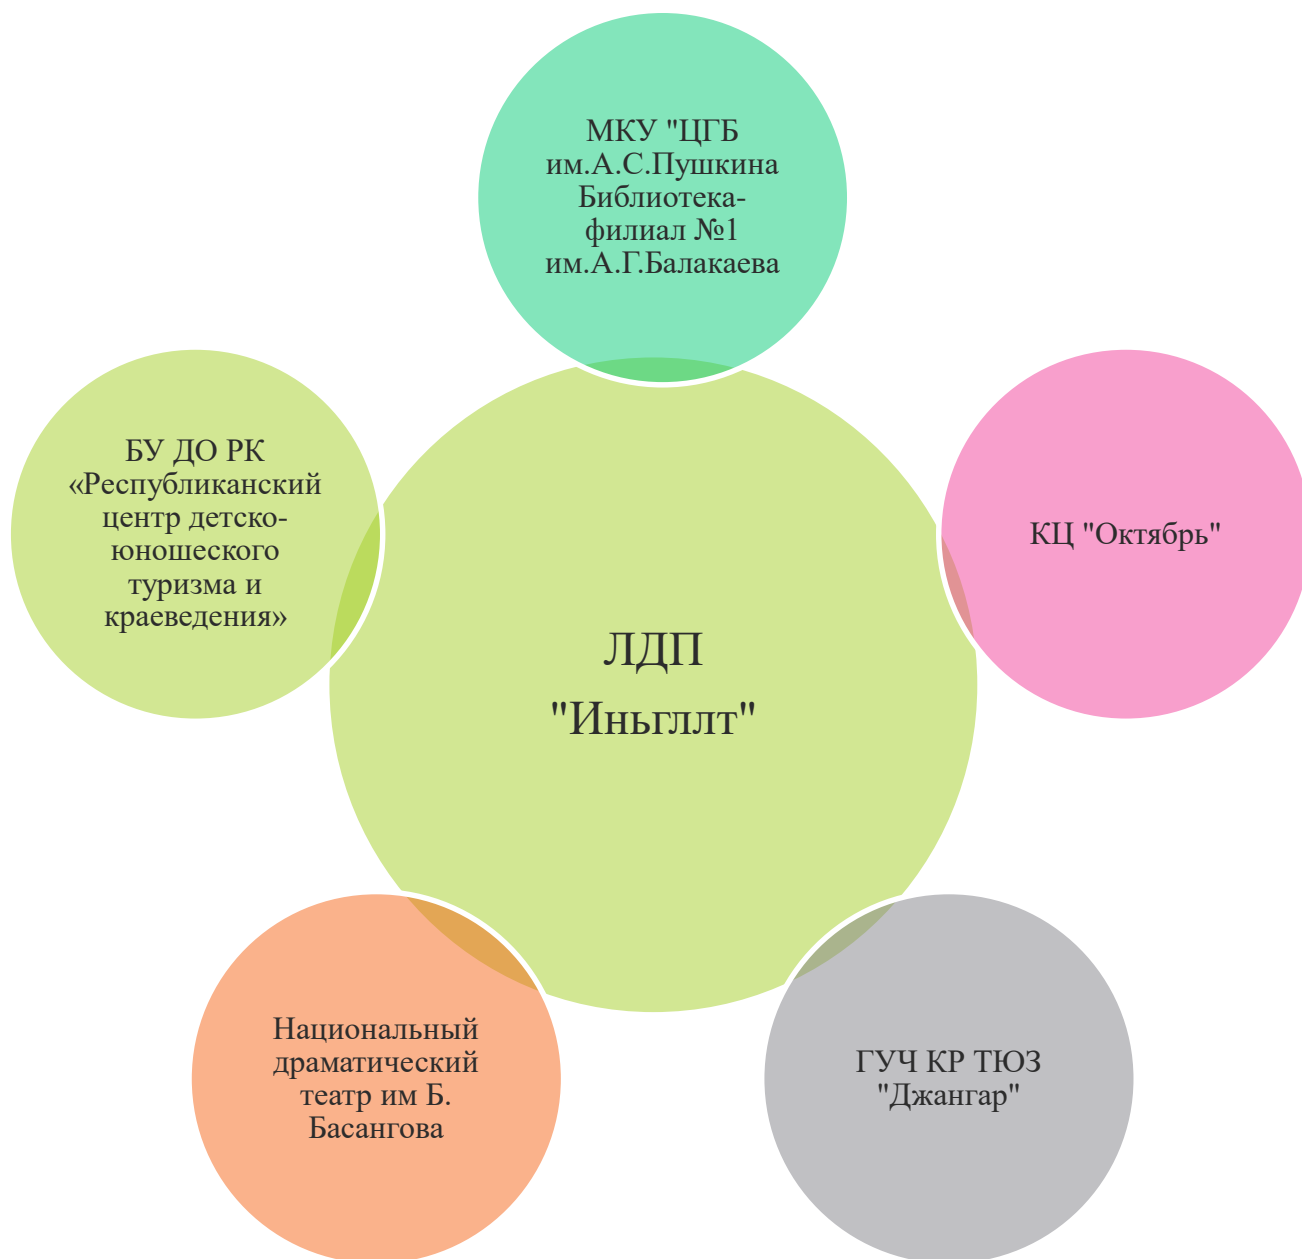 МКУ "ЦГБ
им.А.С.Пушкина
Библиотека-
филиал №1
им.А.Г.Балакаева
БУ ДО РК
«Республиканский
центр детско-
юношеского
туризма и
краеведения»
КЦ "Октябрь"
ЛДП
"Иньгллт"
Национальный
драматический
театр им Б.
Басангова
ГУЧ КР ТЮЗ
"Джангар"